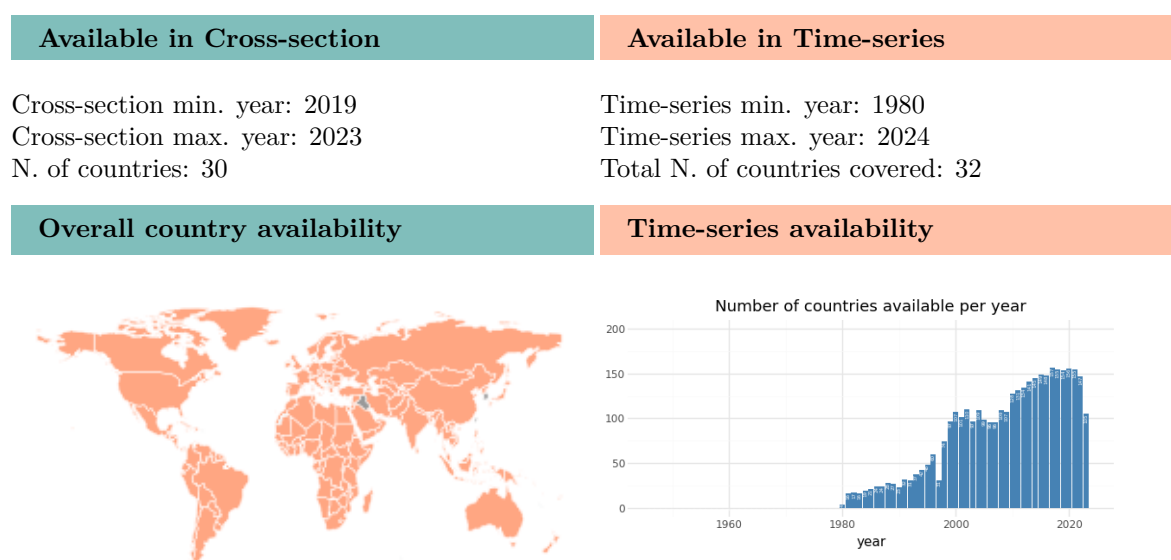 Available in Cross-section
Available in Time-series
Cross-section min. year: 2019
Cross-section max. year: 2023
N. of countries: 30
Time-series min. year: 1980
Time-series max. year: 2024
Total N. of countries covered: 32
Overall country availability
Time-series availability
Number of countries available per year
200
150
100
50
0
1960
1980
2000
2020
year